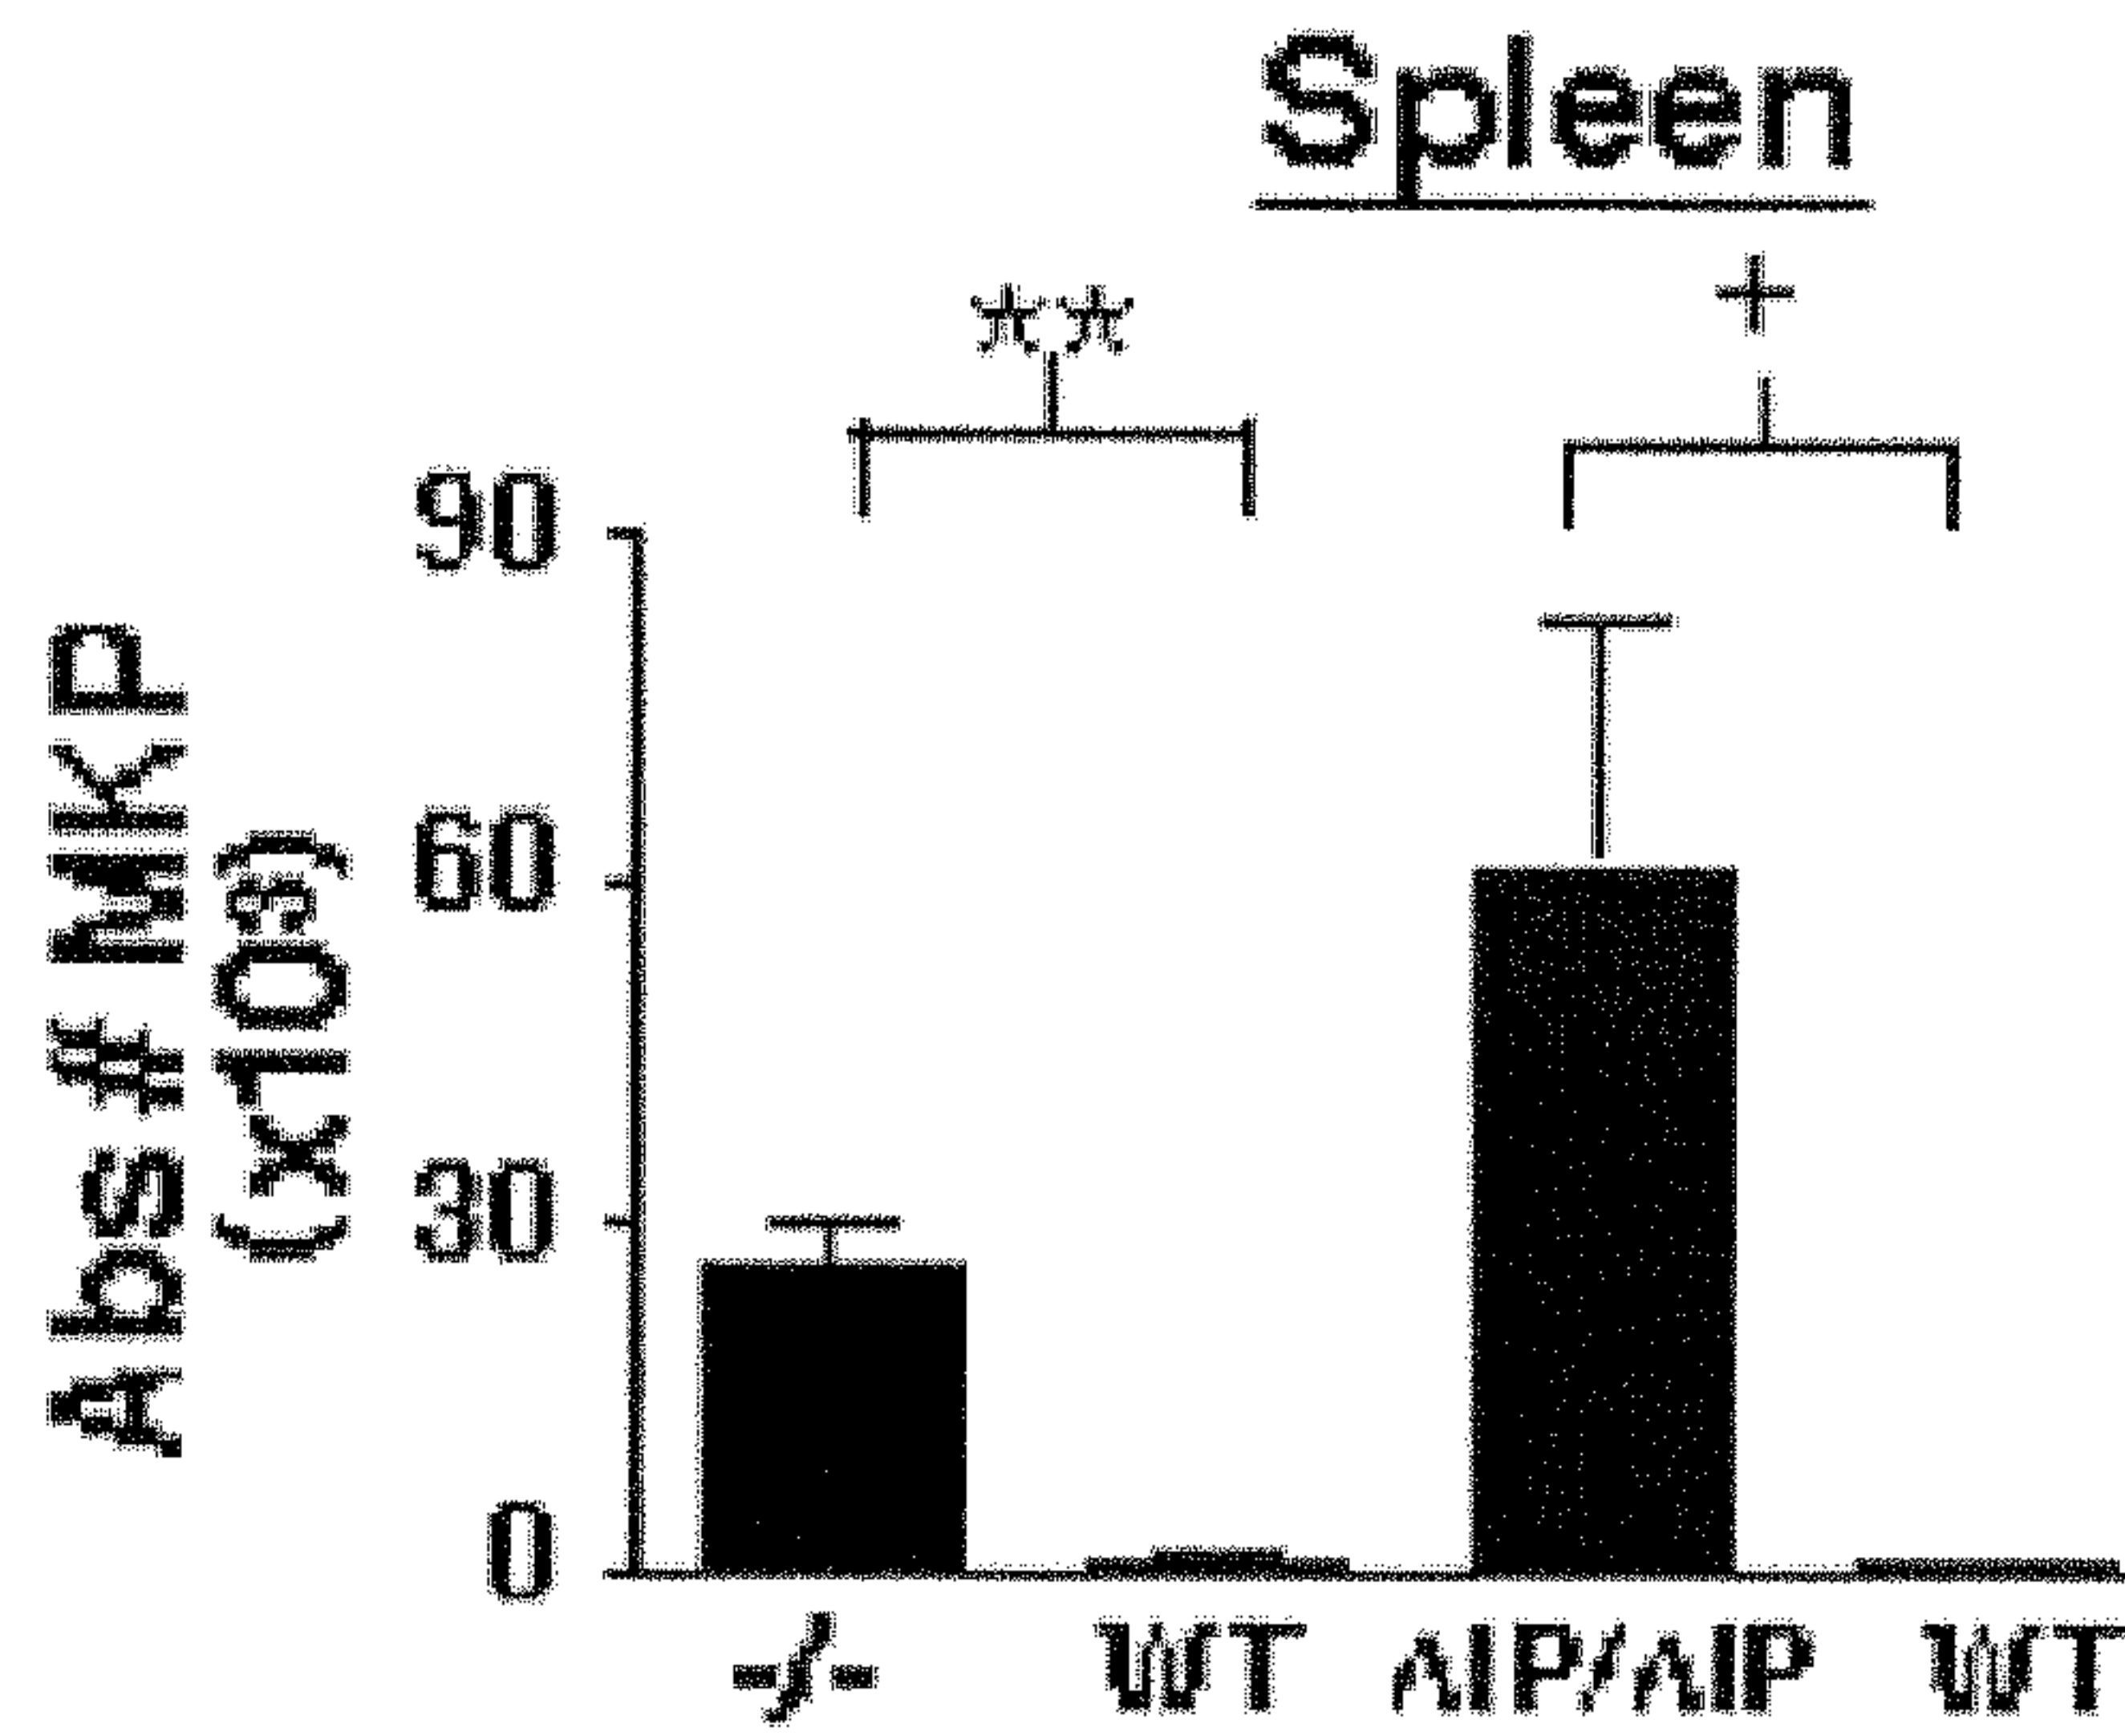 Spleen
** +
Abs# MKP
(x10³)
90
60
30
0
-/- WT ΔIP/ΔIP WT